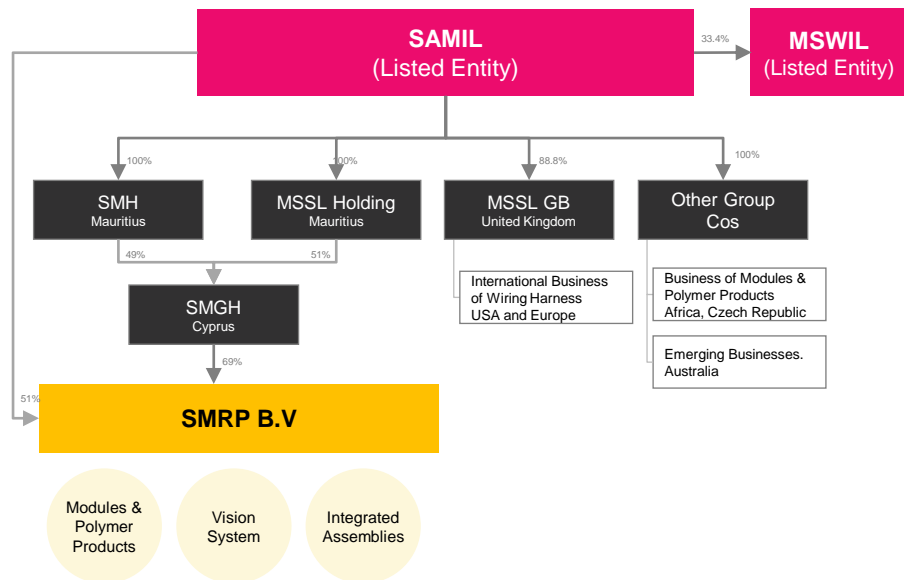 SAMIL
(Listed Entity)
33.4%
MSWIL
(Listed Entity)
100%
100%
88.8%
100%
SMH
Mauritius
MSSL Holding
Mauritius
MSSL GB
United Kingdom
Other Group
Cos
49%
51%
International Business
of Wiring Harness
USA and Europe
Business of Modules &
Polymer Products
Africa, Czech Republic
SMGH
Cyprus
Emerging Businesses.
Australia
69%
51%
SMRP B.V
Modules &
Polymer
Products
Vision
System
Integrated
Assemblies